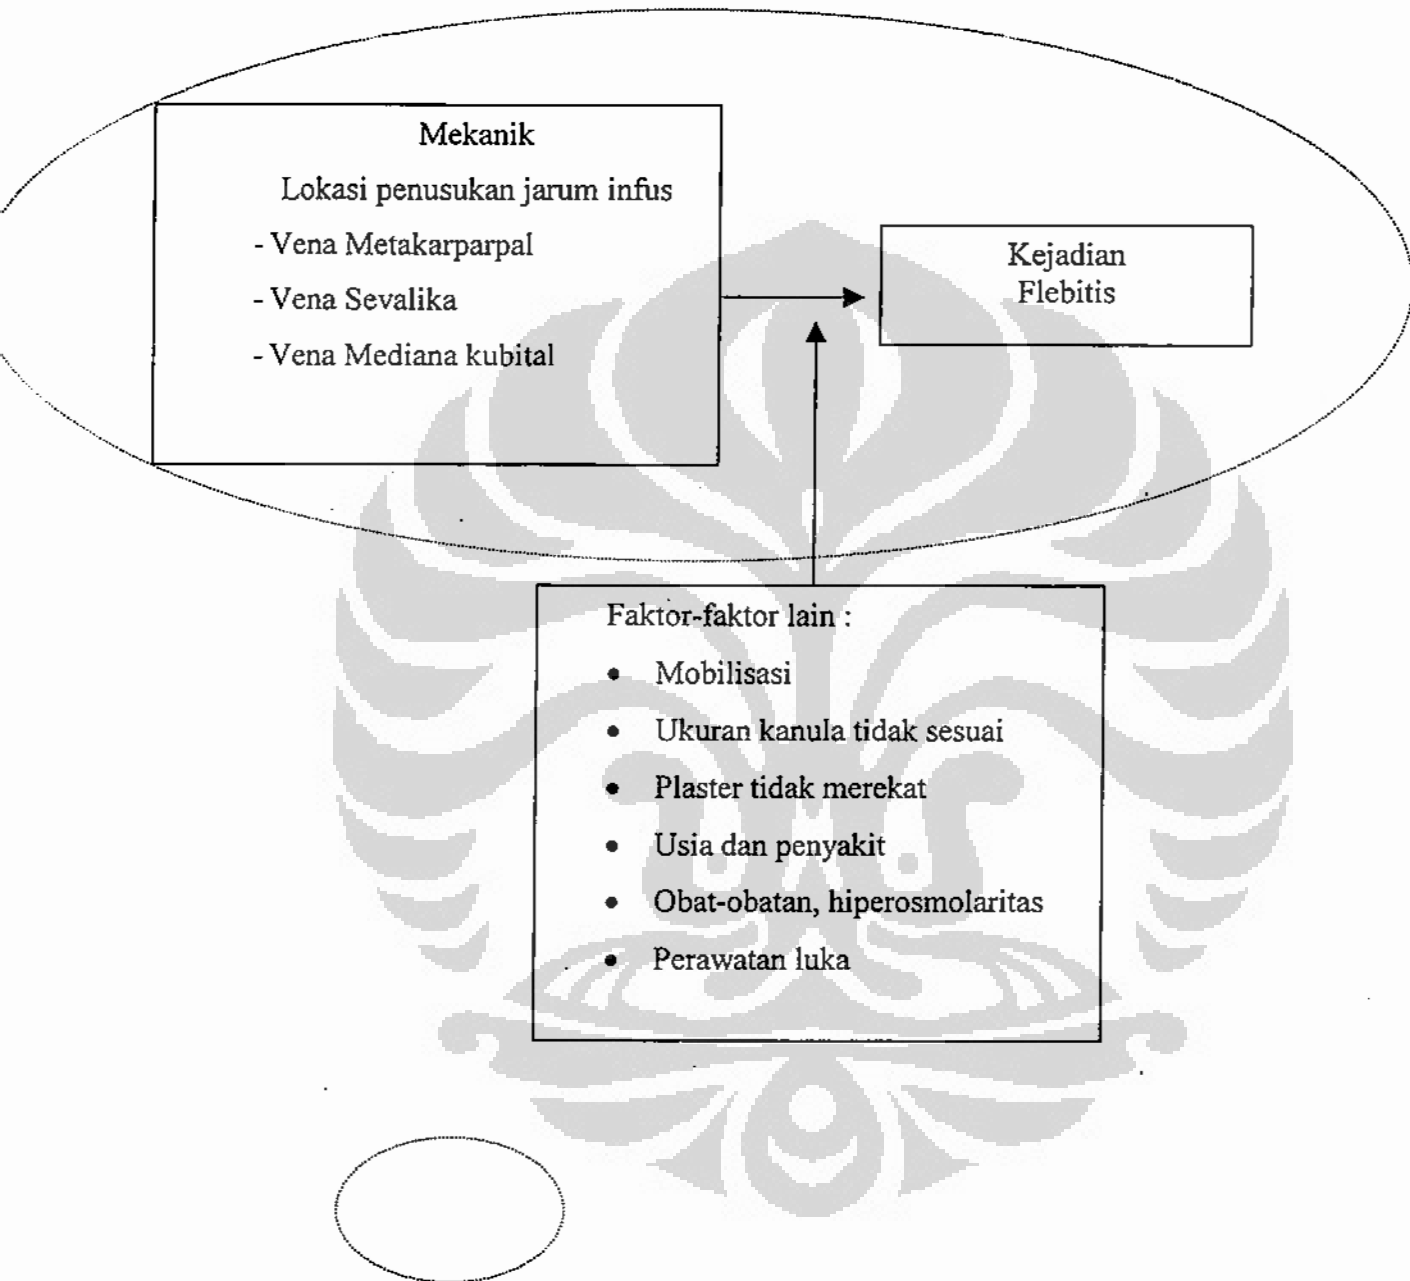 Mekanik
Lokasi penusukan jarum infus
- Vena Metakarparpal
- Vena Sevalika
- Vena Mediana kubital
Kejadian
Flebitis
Faktor-faktor lain :
• Mobilisasi
• Ukuran kanula tidak sesuai
• Plaster tidak merekat
• Usia dan penyakit
• Obat-obatan, hiperosmolaritas
• Perawatan luka